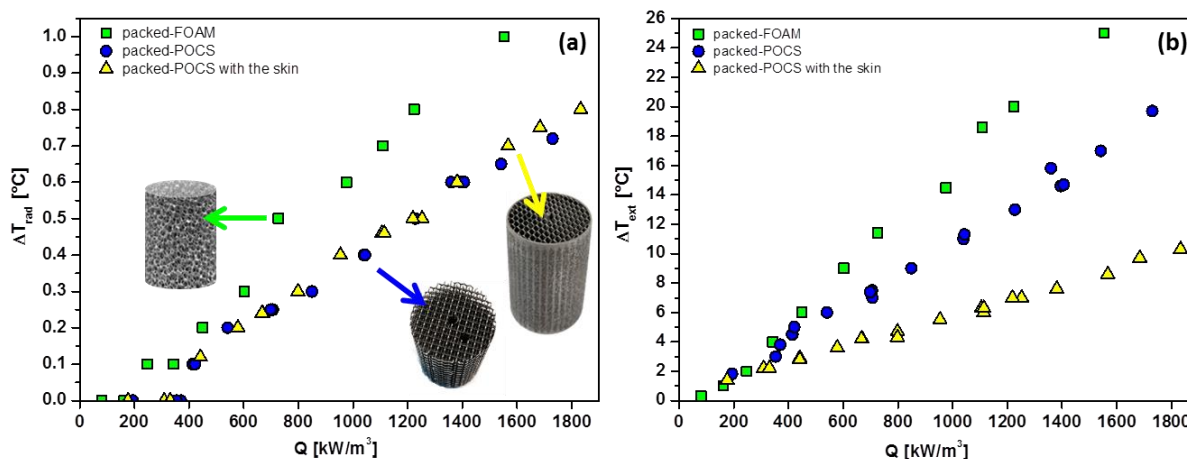 packed-FOAM
packed-POCS
packed-POCS with the skin
(a)
1.0
0.9
0.8
0.7
0.6
0.5
0.4
0.3
0.2
0.1
0.0
ΔT_rad [°C]
0 200 400 600 800 1000 1200 1400 1600 1800
Q [kW/m³]
packed-FOAM
packed-POCS
packed-POCS with the skin
(b)
26
24
22
20
18
16
14
12
10
8
6
4
2
0
ΔT_ext [°C]
0 200 400 600 800 1000 1200 1400 1600 1800
Q [kW/m³]